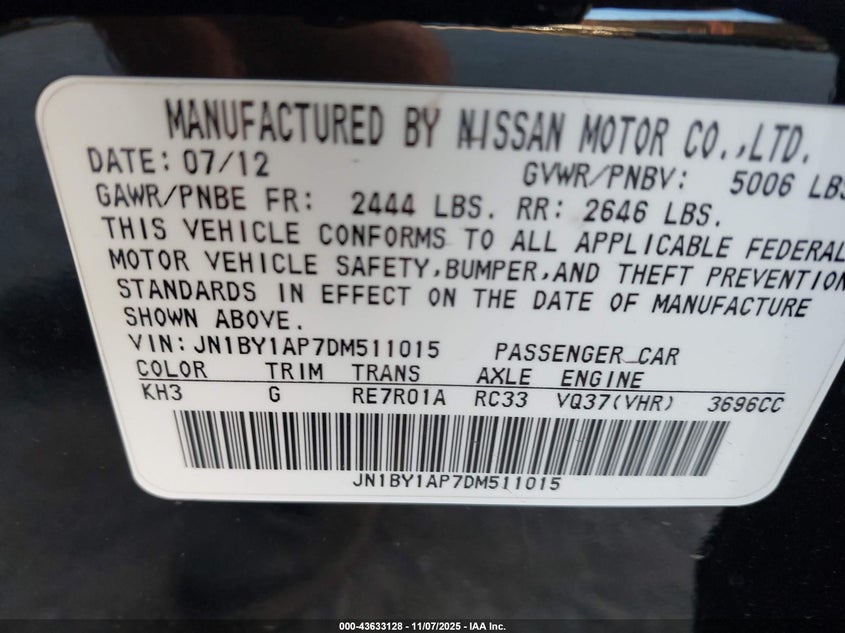 MANUFACTURED BY NISSAN MOTOR CO.,LTD.
DATE: 07/12 GVWR/PNBV: 5006 LBS
GAWR/PNBE FR: 2444 LBS. RR: 2646 LBS.
THIS VEHICLE CONFORMS TO ALL APPLICABLE FEDERAL
MOTOR VEHICLE SAFETY,BUMPER,AND THEFT PREVENTION
STANDARDS IN EFFECT ON THE DATE OF MANUFACTURE
SHOWN ABOVE.
VIN:JN1BY1AP7DM511015 PASSENGER CAR
COLOR TRIM TRANS AXLE ENGINE
KH3 G RE7R01A RC33 VQ37(VHR) 3696CC
JN1BY1AP7DM511015
000-43633128 - 11/07/2025 - IAA Inc.